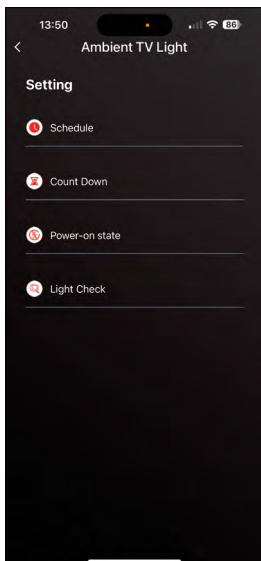 13:50
86
Ambient TV Light
Setting
Schedule
Count Down
Power-on state
Light Check